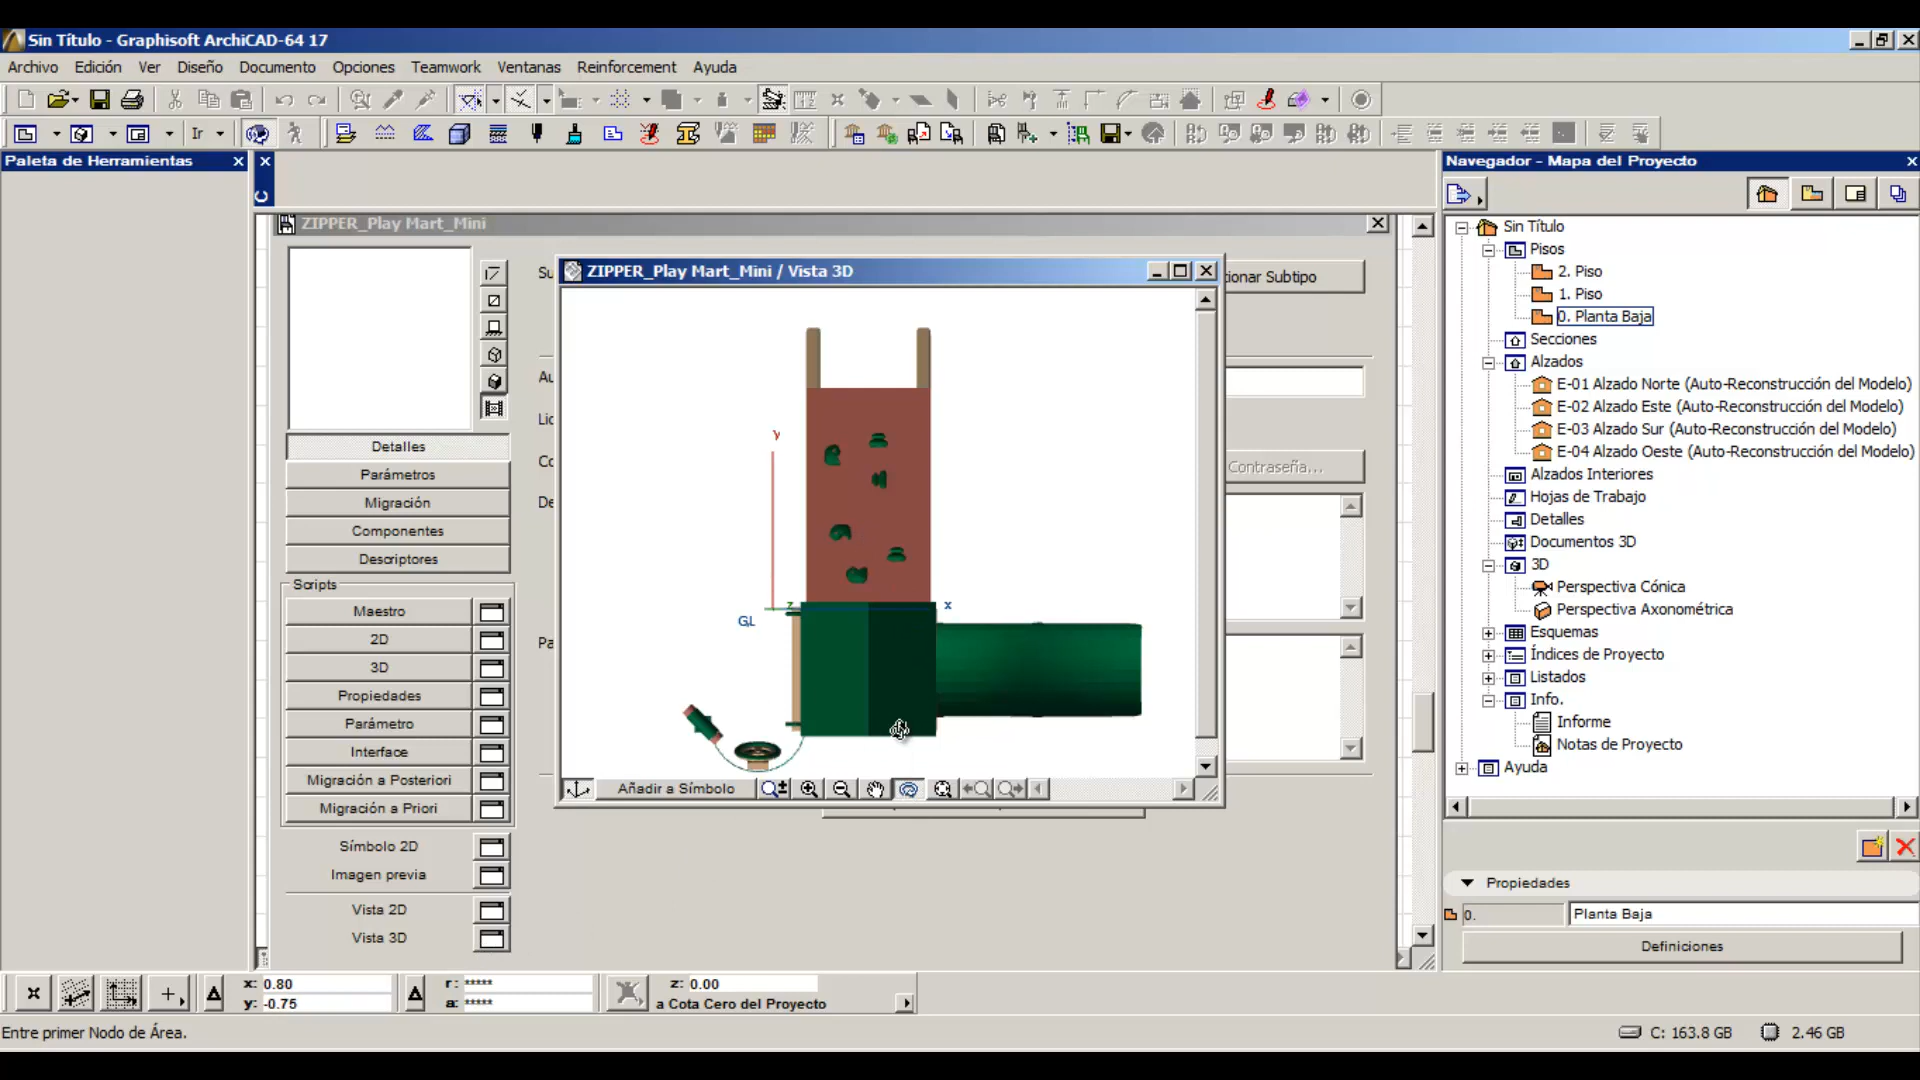 Sin Título - Graphisoft ArchiCAD-64 17
Archivo Edición Ver Diseño Documento Opciones Teamwork Ventanas Reinforcement Ayuda
Ir
Paleta de Herramientas
C
Navegador - Mapa del Proyecto
ZIPPER_Play Mart_Mini
Su
ionar Subtipo
Au
Lic
Co
Contraseña...
De
Pa
Detalles
Parámetros
Migración
Componentes
Descriptores
Scripts
Maestro
2D
3D
Propiedades
Parámetro
Interface
Migración a Posteriori
Migración a Priori
Símbolo 2D
Imagen previa
Vista 2D
Vista 3D
ZIPPER_Play Mart_Mini / Vista 3D
y
z
x
GL
Añadir a Símbolo
Sin Título
Pisos
2. Piso
1. Piso
0. Planta Baja
Secciones
Alzados
E-01 Alzado Norte (Auto-Reconstrucción del Modelo)
E-02 Alzado Este (Auto-Reconstrucción del Modelo)
E-03 Alzado Sur (Auto-Reconstrucción del Modelo)
E-04 Alzado Oeste (Auto-Reconstrucción del Modelo)
Alzados Interiores
Hojas de Trabajo
Detalles
Documentos 3D
3D
Perspectiva Cónica
Perspectiva Axonométrica
Esquemas
Índices de Proyecto
Listados
Info.
Informe
Notas de Proyecto
Ayuda
Propiedades
0. Planta Baja
Definiciones
x: 0.80
y: -0.75
r: *****
a: *****
z: 0.00
a Cota Cero del Proyecto
Entre primer Nodo de Área.
C: 163.8 GB
2.46 GB